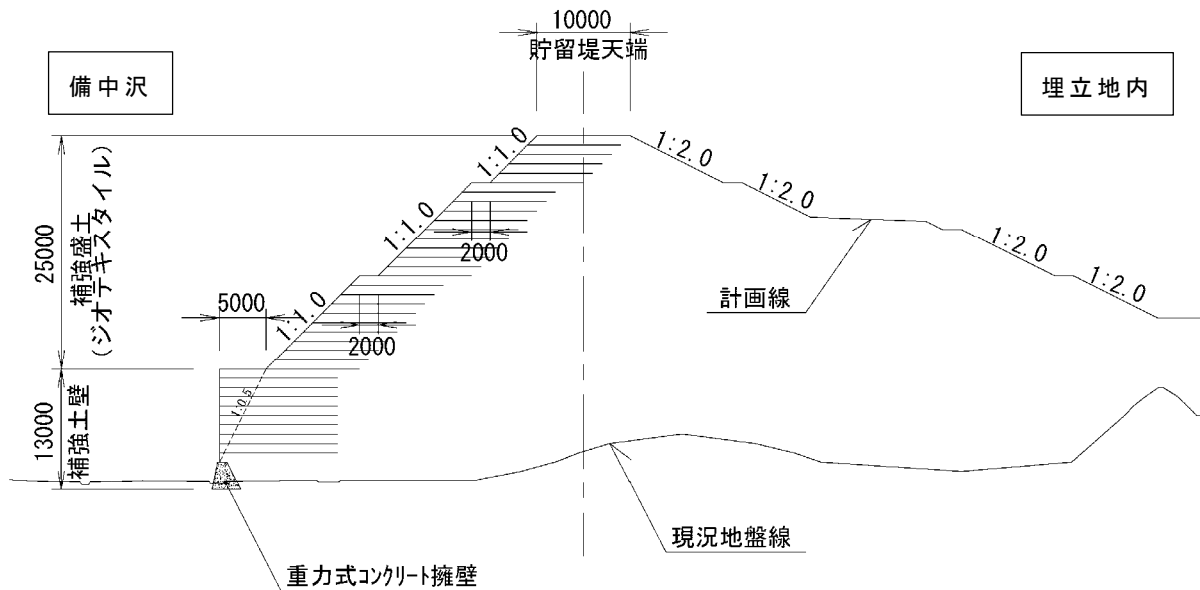 10000
貯留堤天端
備中沢
埋立地内
1:1.0
1:2.0
1:2.0
1:1.0
2000
1:2.0
25000
補強盛土
(ジオテキスタイル)
5000
1:1.0
2000
計画線
1:2.0
13000
補強土壁
1:0.5
現況地盤線
重力式コンクリート擁壁